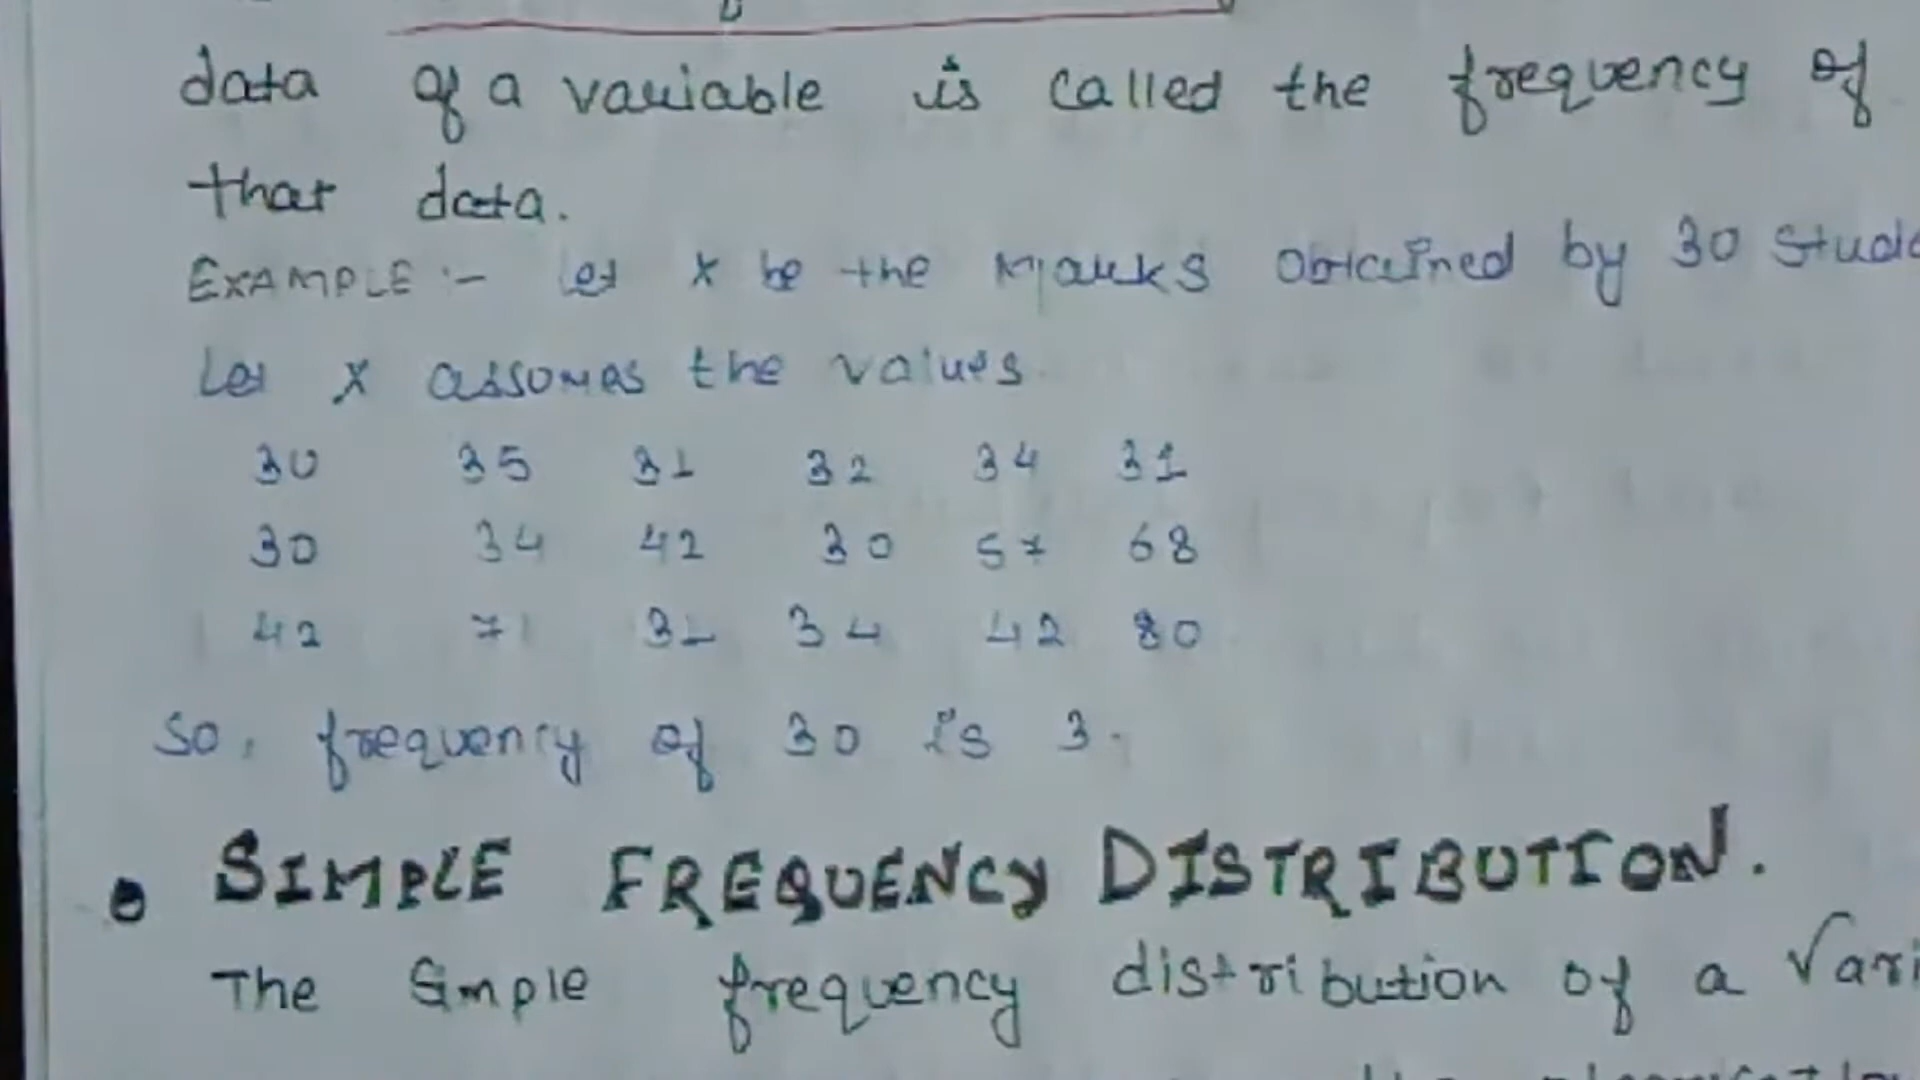 data of a variable is called the frequency of
that data.
EXAMPLE :- Let x be the Marks obtained by 30 Stude
Let x assumes the values.
30 35 31 32 34 31
30 34 42 30 57 68
42 71 31 34 42 80
So, frequency of 30 is 3.
• SIMPLE FREQUENCY DISTRIBUTION.
The Simple frequency distribution of a Vari